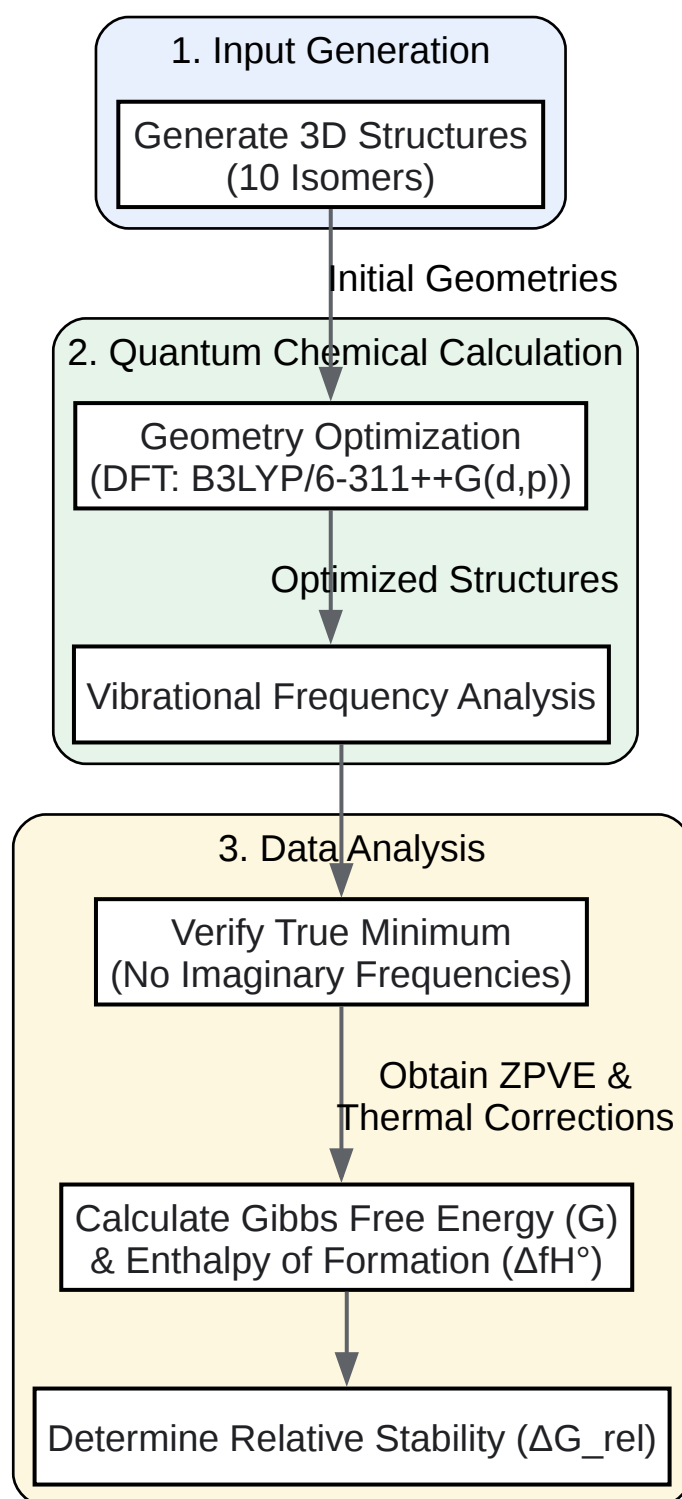 1. Input Generation
Generate 3D Structures
(10 Isomers)
Initial Geometries
2. Quantum Chemical Calculation
Geometry Optimization
(DFT: B3LYP/6-311++G(d,p))
Optimized Structures
Vibrational Frequency Analysis
3. Data Analysis
Verify True Minimum
(No Imaginary Frequencies)
Obtain ZPVE &
Thermal Corrections
Calculate Gibbs Free Energy (G)
& Enthalpy of Formation (ΔfH°)
Determine Relative Stability (ΔG_rel)